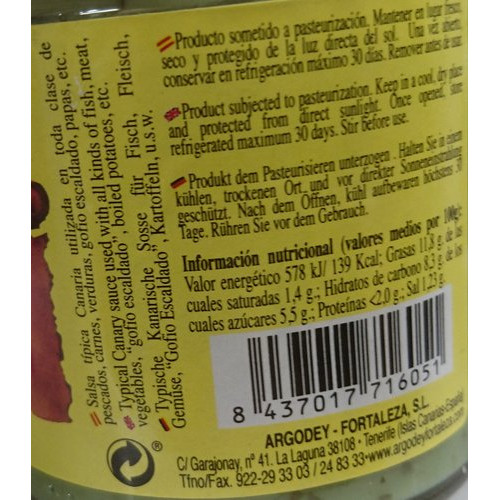 Salsa típica Canaria utilizada en toda clase de
pescados, carnes, verduras, gofio escaldado, papas, etc.
Typical Canary sauce used with all kinds of fish, meat,
vegetables, "gofio escaldado", boiled potatoes, etc.
Typische Kanarische Sosse für Fisch, Fleisch,
Gemüse, "Gofio Escaldado", Kartoffeln, u.s.w.
Producto sometido a pasteurización. Mantener en lugar fresco,
seco y protegido de la luz directa del sol. Una vez abierto,
conservar en refrigeración máximo 30 días. Remover antes de usar.
Product subjected to pasteurization. Keep in a cool, dry place
and protected from direct sunlight. Once opened, store
refrigerated maximum 30 days. Stir before use.
Produkt dem Pasteurisieren unterzogen. Halten Sie in einem
kühlen, trockenen Ort und vor direkter Sonneneinstrahlung
geschützt. Nach dem Öffnen, kühl aufbewahren höchstens 30
Tage. Rühren Sie vor dem Gebrauch.
Información nutricional (valores medios por 100g):
Valor energético 578 kJ/ 139 Kcal; Grasas 11,8 g, de las
cuales saturadas 1,4 g; Hidratos de carbono 8,3 g, de los
cuales azúcares 5,5 g.; Proteínas <2,0 g.; Sal 1,23 g.
8 437017 716051
ARGODEY - FORTALEZA, S.L.
C/ Garajonay, nº 41. La Laguna 38108 • Tenerife (Islas Canarias-España)
Tfno/Fax. 922-29 33 03 / 24 83 33 • www.argodeyfortaleza.com